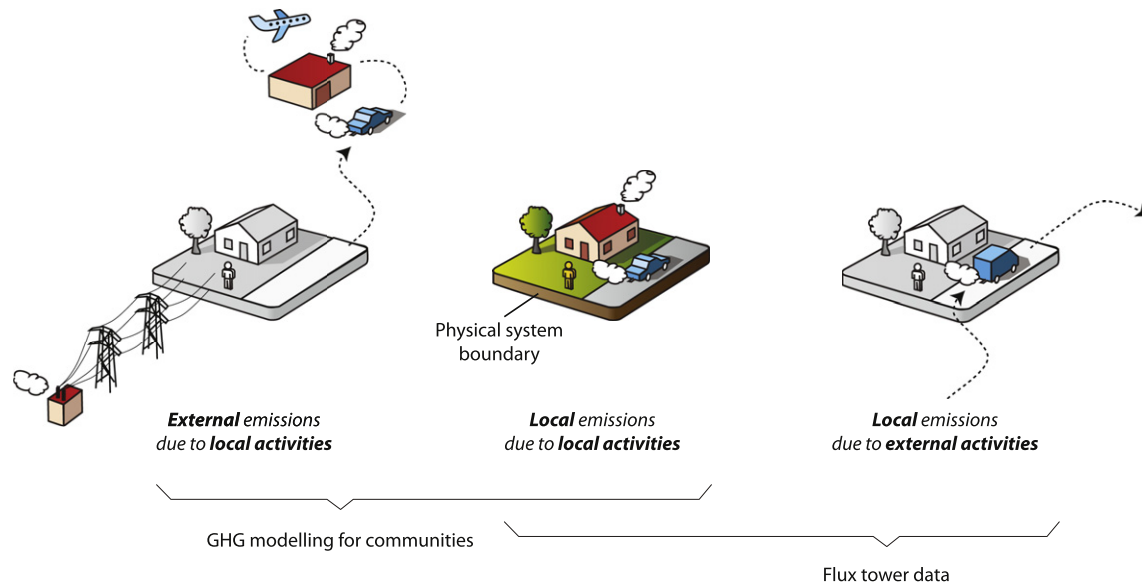 Physical system
boundary
External emissions
due to local activities
Local emissions
due to local activities
Local emissions
due to external activities
GHG modelling for communities
Flux tower data